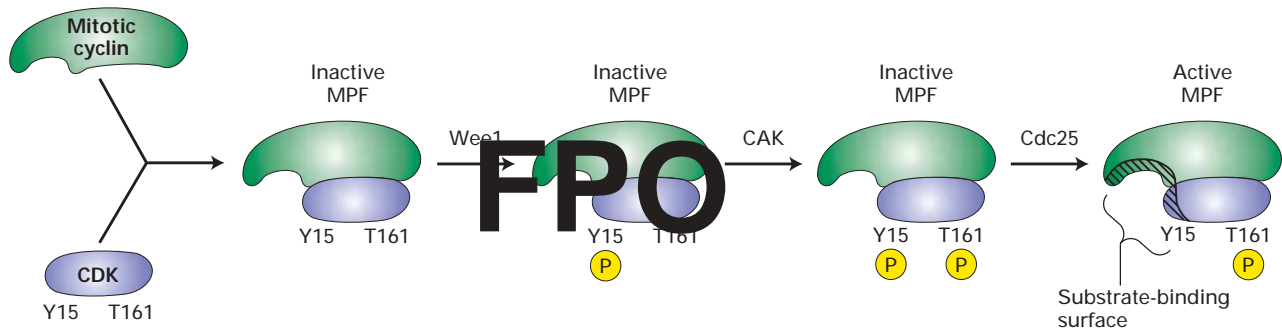 Mitotic
cyclin
CDK
Y15 T161
Inactive
MPF
Wee1
Inactive
MPF
Y15 T161
FPO
Y15 T161
P
CAK
Inactive
MPF
Y15 T161
P P
Cdc25
Active
MPF
Y15 T161
P
Substrate-binding
surface